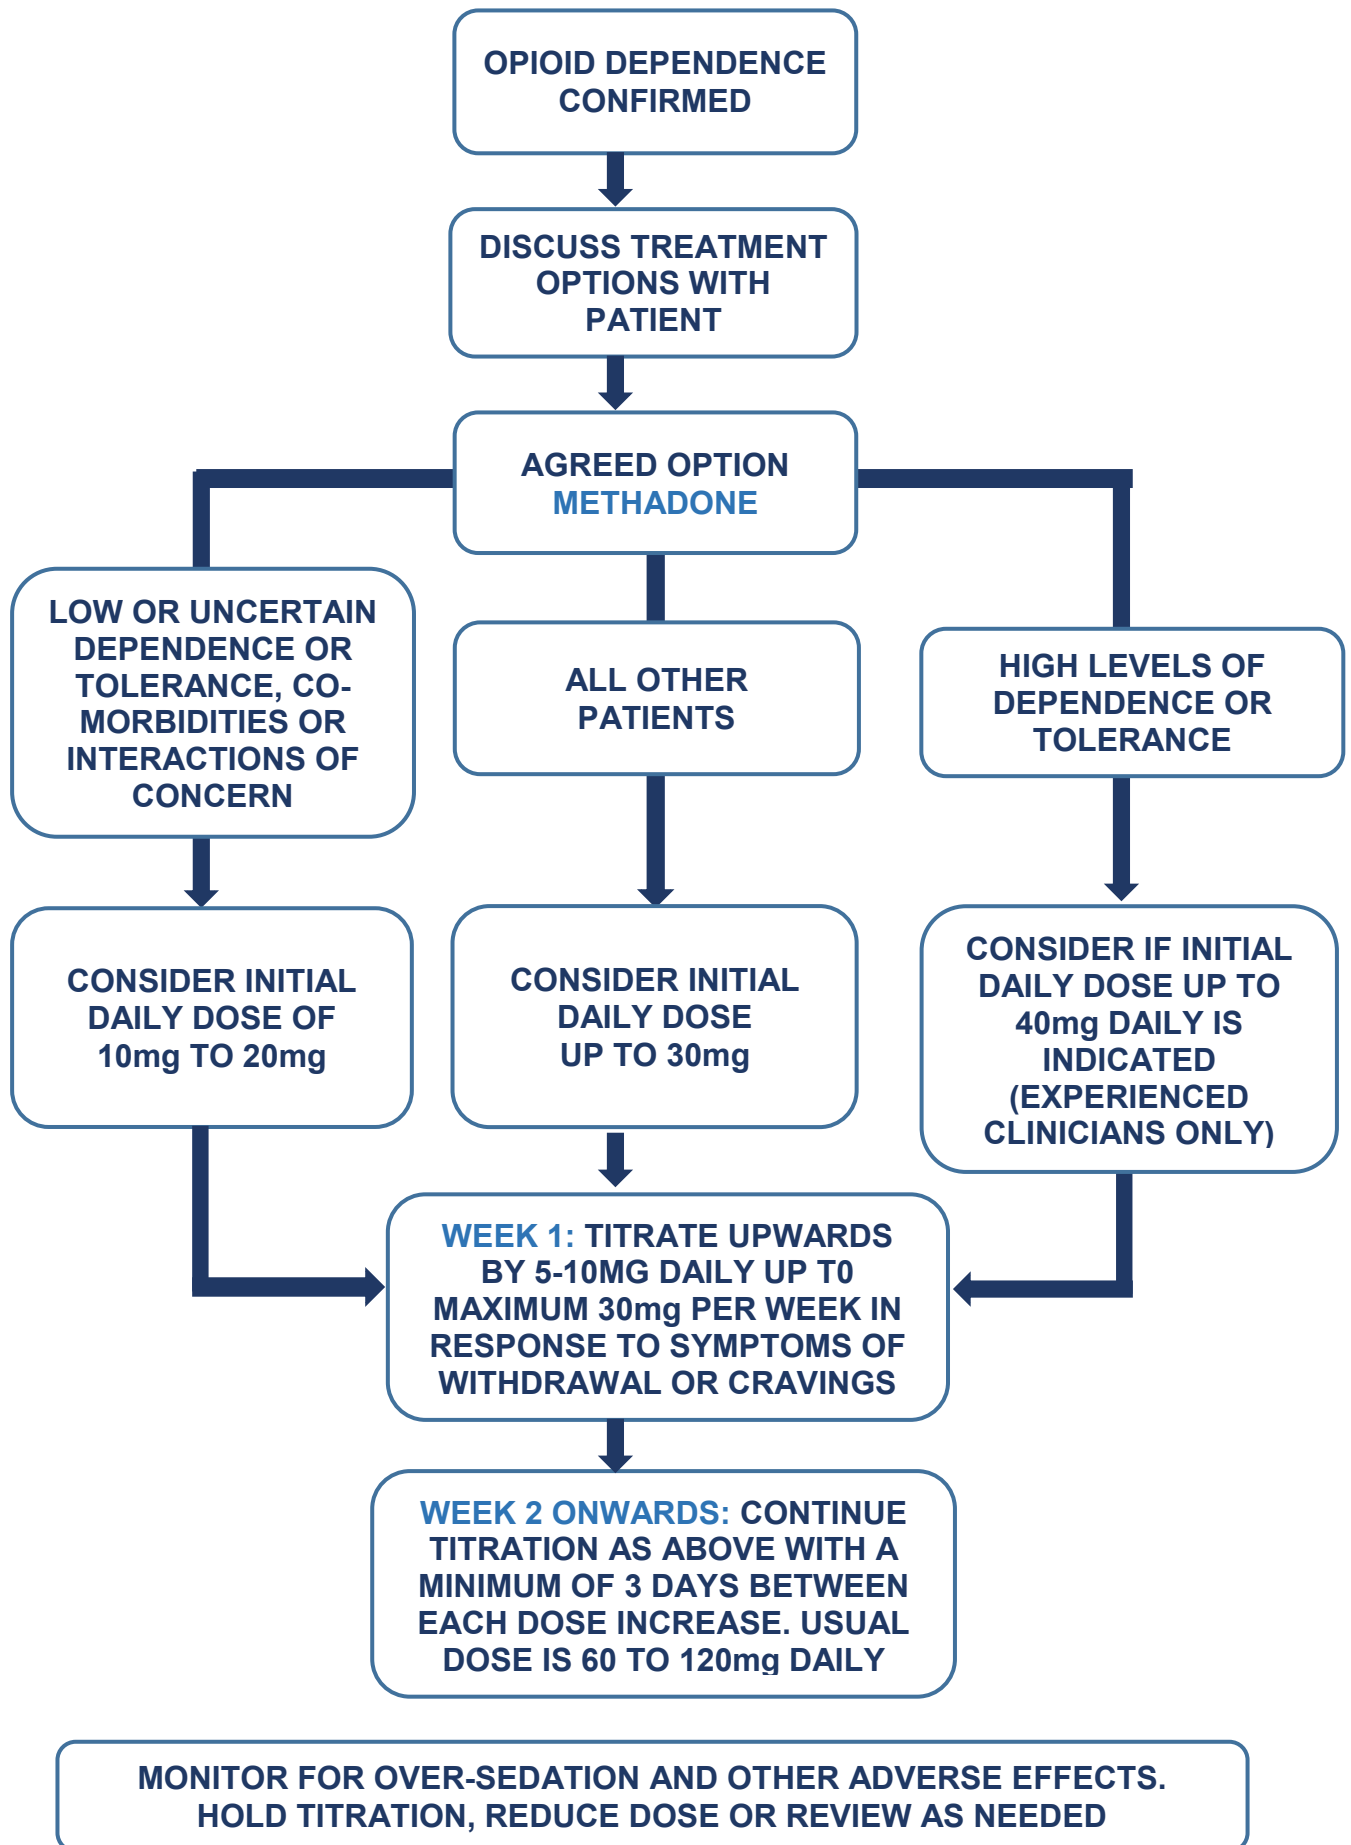 OPIOID DEPENDENCE
CONFIRMED
DISCUSS TREATMENT
OPTIONS WITH
PATIENT
AGREED OPTION
METHADONE
LOW OR UNCERTAIN
DEPENDENCE OR
TOLERANCE, CO-
MORBIDITIES OR
INTERACTIONS OF
CONCERN
ALL OTHER
PATIENTS
HIGH LEVELS OF
DEPENDENCE OR
TOLERANCE
CONSIDER INITIAL
DAILY DOSE OF
10mg TO 20mg
CONSIDER INITIAL
DAILY DOSE
UP TO 30mg
CONSIDER IF INITIAL
DAILY DOSE UP TO
40mg DAILY IS
INDICATED
(EXPERIENCED
CLINICIANS ONLY)
WEEK 1: TITRATE UPWARDS
BY 5-10MG DAILY UP T0
MAXIMUM 30mg PER WEEK IN
RESPONSE TO SYMPTOMS OF
WITHDRAWAL OR CRAVINGS
WEEK 2 ONWARDS: CONTINUE
TITRATION AS ABOVE WITH A
MINIMUM OF 3 DAYS BETWEEN
EACH DOSE INCREASE. USUAL
DOSE IS 60 TO 120mg DAILY
MONITOR FOR OVER-SEDATION AND OTHER ADVERSE EFFECTS.
HOLD TITRATION, REDUCE DOSE OR REVIEW AS NEEDED